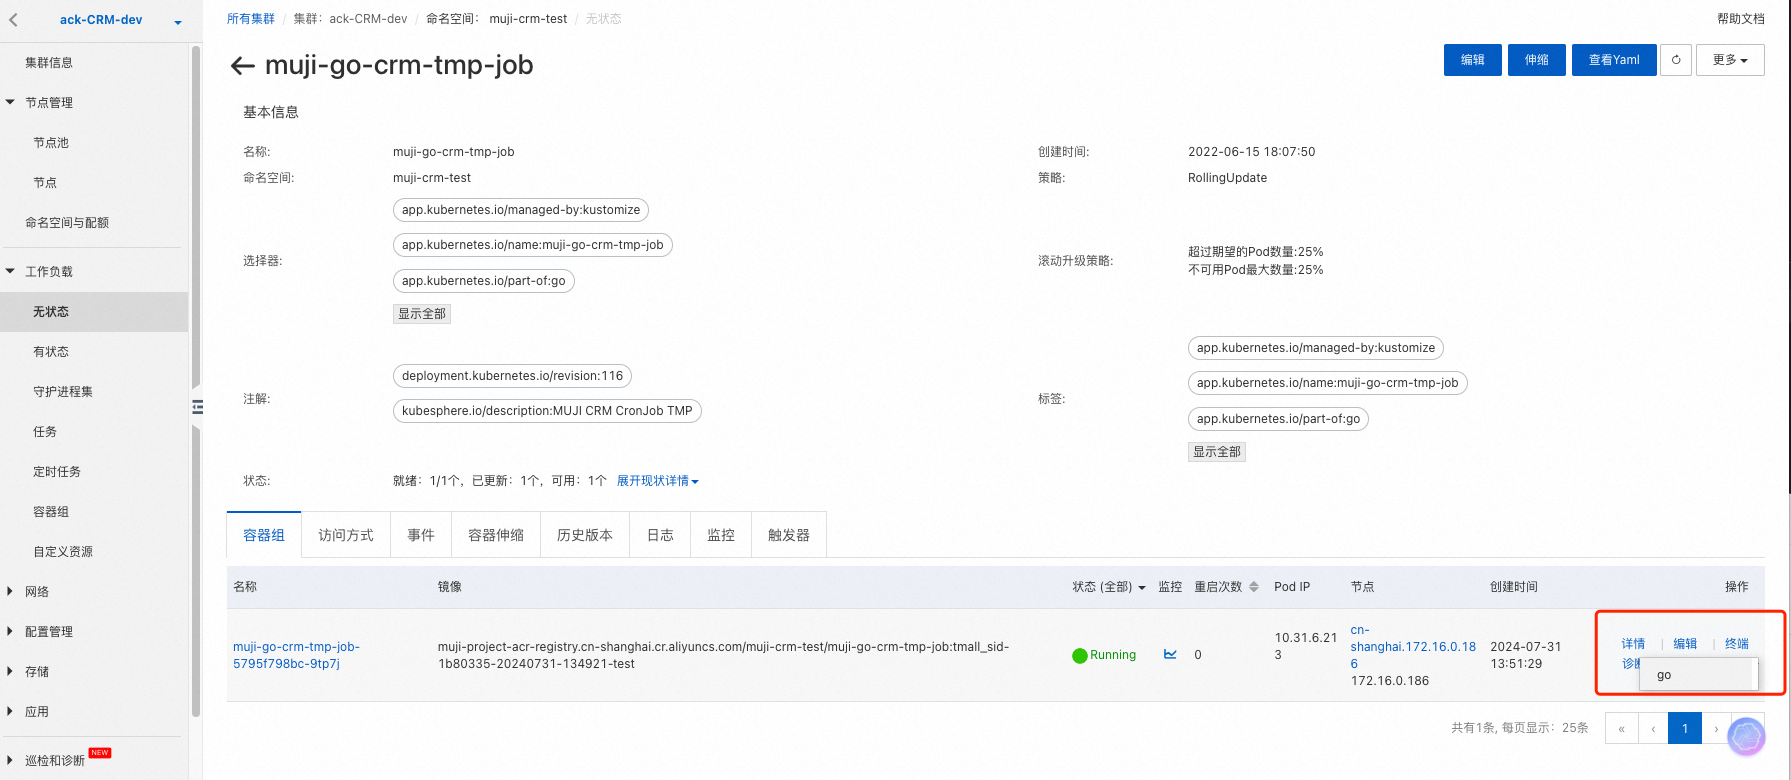 ack-CRM-dev
集群信息
节点管理
节点池
节点
命名空间与配额
工作负载
无状态
有状态
守护进程集
任务
定时任务
容器组
自定义资源
网络
配置管理
存储
应用
巡检和诊断 NEW
所有集群 / 集群: ack-CRM-dev / 命名空间: muji-crm-test / 无状态
帮助文档
muji-go-crm-tmp-job
编辑 伸缩 查看Yaml 更多
基本信息
名称: muji-go-crm-tmp-job
创建时间: 2022-06-15 18:07:50
命名空间: muji-crm-test
策略: RollingUpdate
选择器:
app.kubernetes.io/managed-by:kustomize
app.kubernetes.io/name:muji-go-crm-tmp-job
app.kubernetes.io/part-of:go
显示全部
滚动升级策略:
超过期望的Pod数量:25%
不可用Pod最大数量:25%
注解:
deployment.kubernetes.io/revision:116
kubesphere.io/description:MUJI CRM CronJob TMP
标签:
app.kubernetes.io/managed-by:kustomize
app.kubernetes.io/name:muji-go-crm-tmp-job
app.kubernetes.io/part-of:go
显示全部
状态: 就绪: 1/1个, 已更新: 1个, 可用: 1个 展开现状详情
容器组 访问方式 事件 容器伸缩 历史版本 日志 监控 触发器
名称 镜像 状态 (全部) 监控 重启次数 Pod IP 节点 创建时间 操作
muji-go-crm-tmp-job-
5795f798bc-9tp7j
muji-project-acr-registry.cn-shanghai.cr.aliyuncs.com/muji-crm-test/muji-go-crm-tmp-job:tmall_sid-
1b80335-20240731-134921-test
Running
0
10.31.6.21
3
cn-
shanghai.172.16.0.18
6
172.16.0.186
2024-07-31
13:51:29
详情 | 编辑 | 终端
诊
go
共有1条, 每页显示: 25条
« ‹ 1 ›